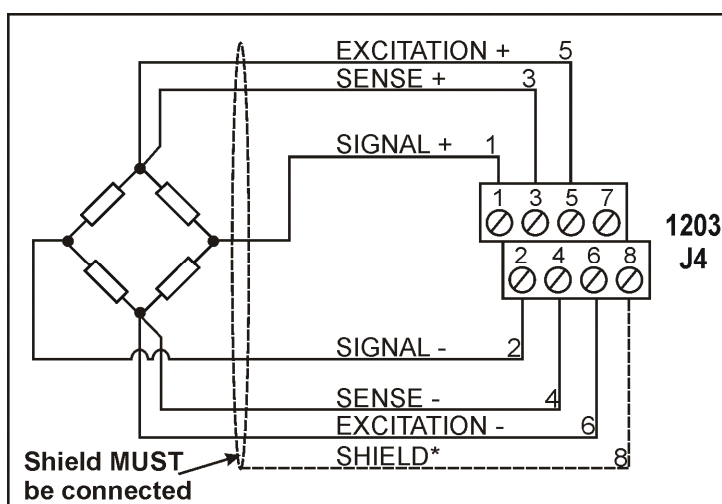 EXCITATION + 5
SENSE + 3
SIGNAL + 1
1 3 5 7
1203
J4
2 4 6 8
SIGNAL - 2
SENSE - 4
EXCITATION - 6
SHIELD* 8
Shield MUST
be connected